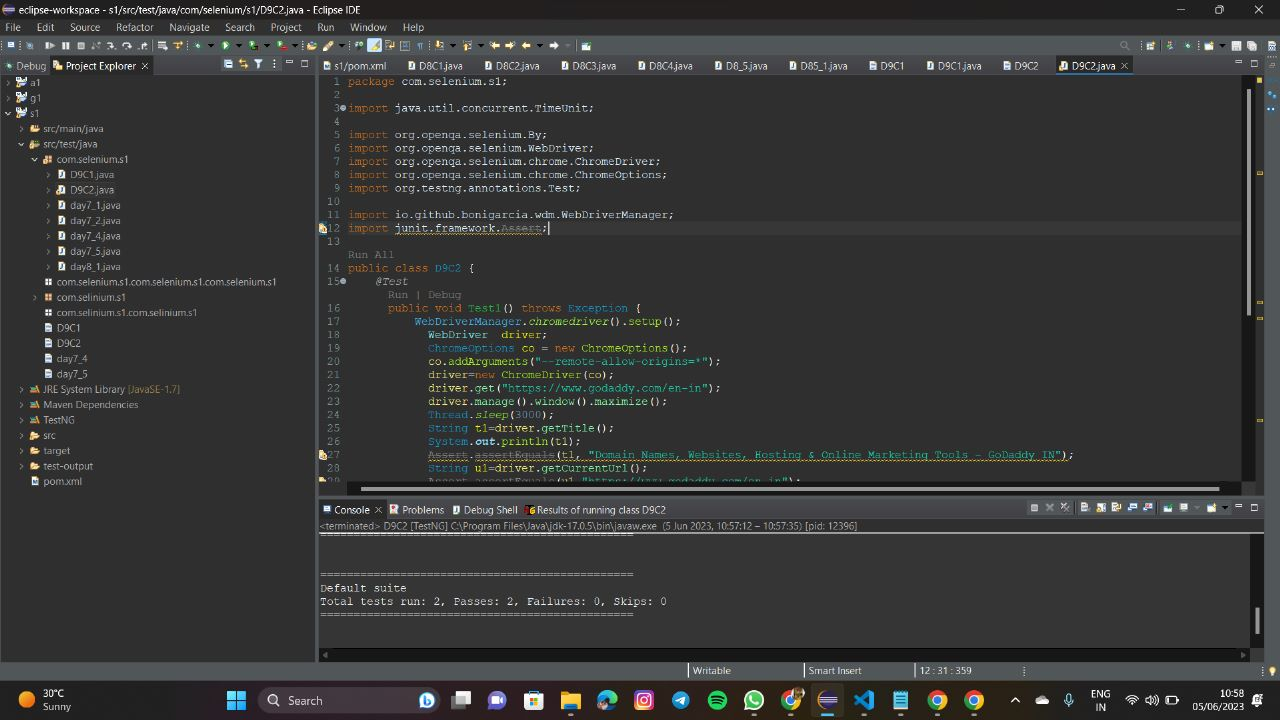 eclipse-workspace - s1/src/test/java/com/selenium/s1/D9C2.java - Eclipse IDE
File Edit Source Refactor Navigate Search Project Run Window Help
Debug Project Explorer
a1
g1
s1
src/main/java
src/test/java
com.selenium.s1
D9C1.java
D9C2.java
day7_1.java
day7_2.java
day7_4.java
day7_5.java
day8_1.java
com.selenium.s1.com.selenium.s1.com.selenium.s1
com.selinium.s1
com.selinium.s1.com.selinium.s1
D9C1
D9C2
day7_4
day7_5
JRE System Library [JavaSE-1.7]
Maven Dependencies
TestNG
src
target
test-output
pom.xml
s1/pom.xml D8C1.java D8C2.java D8C3.java D8C4.java D8_5.java D85_1.java D9C1 D9C1.java D9C2 D9C2.java
1 package com.selenium.s1;
2
3 import java.util.concurrent.TimeUnit;
4
5 import org.openqa.selenium.By;
6 import org.openqa.selenium.WebDriver;
7 import org.openqa.selenium.chrome.ChromeDriver;
8 import org.openqa.selenium.chrome.ChromeOptions;
9 import org.testng.annotations.Test;
10
11 import io.github.bonigarcia.wdm.WebDriverManager;
12 import junit.framework.Assert;
13
Run All
14 public class D9C2 {
15 @Test
Run | Debug
16 public void Test1() throws Exception {
17 WebDriverManager.chromedriver().setup();
18 WebDriver driver;
19 ChromeOptions co = new ChromeOptions();
20 co.addArguments("--remote-allow-origins=*");
21 driver=new ChromeDriver(co);
22 driver.get("https://www.godaddy.com/en-in");
23 driver.manage().window().maximize();
24 Thread.sleep(3000);
25 String t1=driver.getTitle();
26 System.out.println(t1);
27 Assert.assertEquals(t1, "Domain Names, Websites, Hosting & Online Marketing Tools - GoDaddy IN");
28 String u1=driver.getCurrentUrl();
29 Assert.assertEquals(u1,"https://www.godaddy.com/en-in");
Console Problems Debug Shell Results of running class D9C2
<terminated> D9C2 [TestNG] C:\Program Files\Java\jdk-17.0.5\bin\javaw.exe (5 Jun 2023, 10:57:12 – 10:57:35) [pid: 12396]
===============================================
===============================================
Default suite
Total tests run: 2, Passes: 2, Failures: 0, Skips: 0
===============================================
Writable Smart Insert 12 : 31 : 359
30°C
Sunny
Search
ENG
IN
10:58
05/06/2023